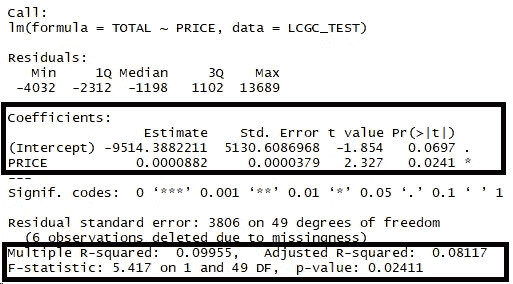 Call:
lm(formula = TOTAL ~ PRICE, data = LCGC_TEST)
Residuals:
Min 1Q Median 3Q Max
-4032 -2312 -1198 1102 13689
Coefficients:
Estimate Std. Error t value Pr(>|t|)
(Intercept) -9514.3882211 5130.6086968 -1.854 0.0697 .
PRICE 0.0000882 0.0000379 2.327 0.0241 *
---
Signif. codes: 0 ‘***’ 0.001 ‘**’ 0.01 ‘*’ 0.05 ‘.’ 0.1 ‘ ’ 1
Residual standard error: 3806 on 49 degrees of freedom
(6 observations deleted due to missingness)
Multiple R-squared: 0.09955, Adjusted R-squared: 0.08117
F-statistic: 5.417 on 1 and 49 DF, p-value: 0.02411